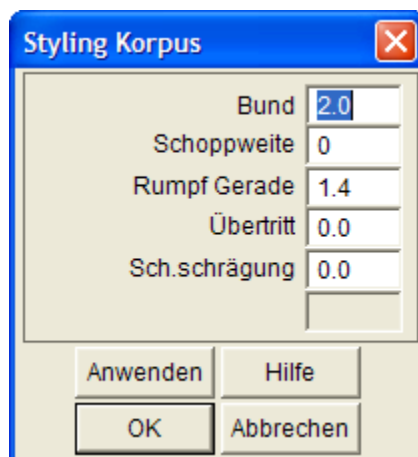 Styling Korpus
Bund 2.0
Schoppweite 0
Rumpf Gerade 1.4
Übertritt 0.0
Sch.schrägung 0.0
Anwenden Hilfe
OK Abbrechen